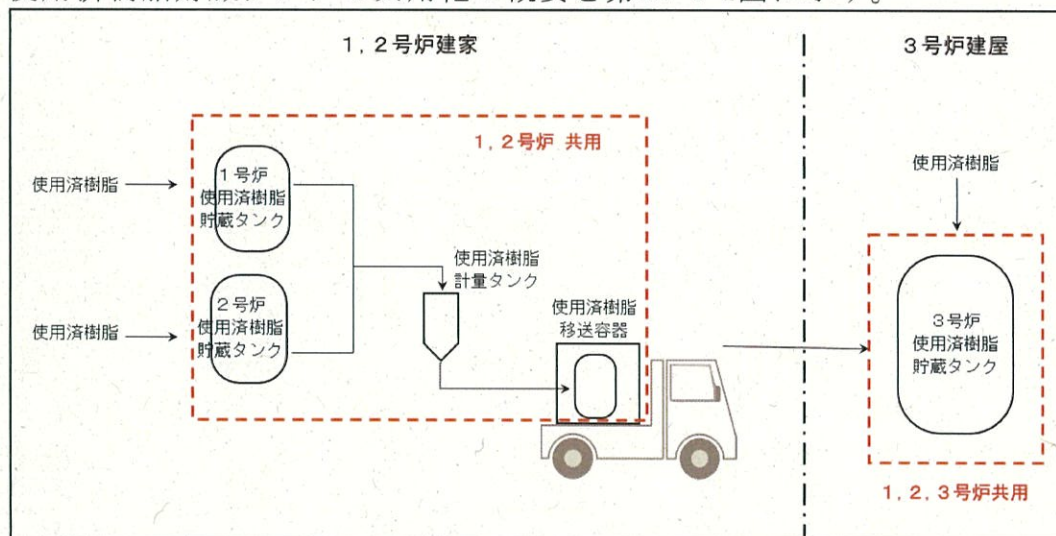 1,2号炉建家
3号炉建屋
1,2号炉 共用
使用済樹脂
1号炉
使用済樹脂
貯蔵タンク
使用済樹脂
2号炉
使用済樹脂
貯蔵タンク
使用済樹脂
計量タンク
使用済樹脂
移送容器
使用済樹脂
3号炉
使用済樹脂
貯蔵タンク
1,2,3号炉共用